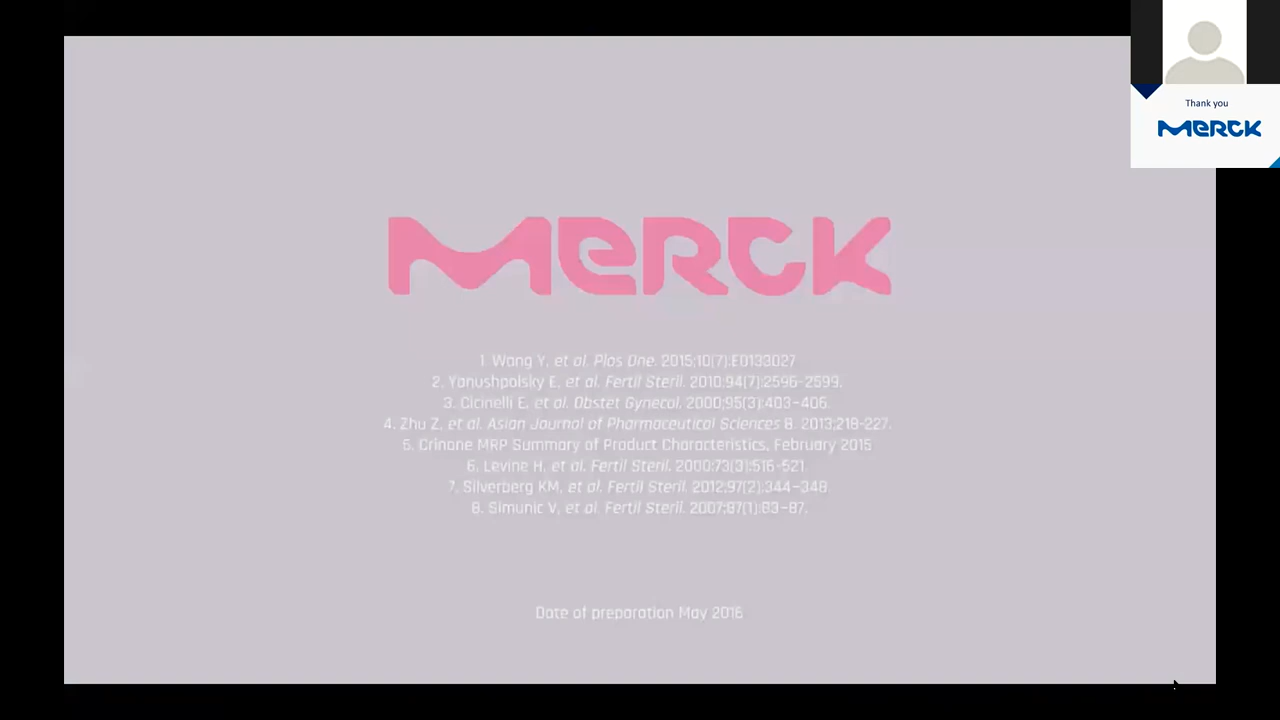 Thank you
MERCK
MERCK
1. Wang Y, et al. Plos One. 2015;10(7):E0133027
2. Yanushpolsky E, et al. Fertil Steril. 2010;94(7):2596-2599.
3. Cicinelli E, et al. Obstet Gynecol. 2000;95(3):403–406.
4. Zhu Z, et al. Asian Journal of Pharmaceutical Sciences 8. 2013;218-227.
5. Crinone MRP Summary of Product Characteristics, February 2015
6. Levine H, et al. Fertil Steril. 2000;73(3):516-521
7. Silverberg KM, et al. Fertil Steril. 2012;97(2):344–348
8. Simunic V, et al. Fertil Steril. 2007;87(1):83–87.
Date of preparation May 2016